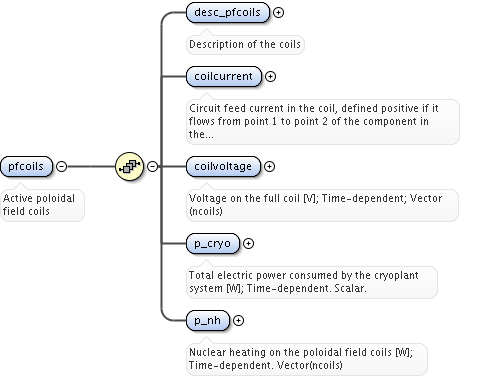 desc_pfcoils
Description of the coils
coilcurrent
Circuit feed current in the coil, defined positive if it
flows from point 1 to point 2 of the component in
the...
pfcoils
Active poloidal
field coils
coilvoltage
Voltage on the full coil [V]; Time-dependent; Vector
(ncoils)
p_cryo
Total electric power consumed by the cryoplant
system [W]; Time-dependent. Scalar.
p_nh
Nuclear heating on the poloidal field coils [W];
Time-dependent. Vector(ncoils)